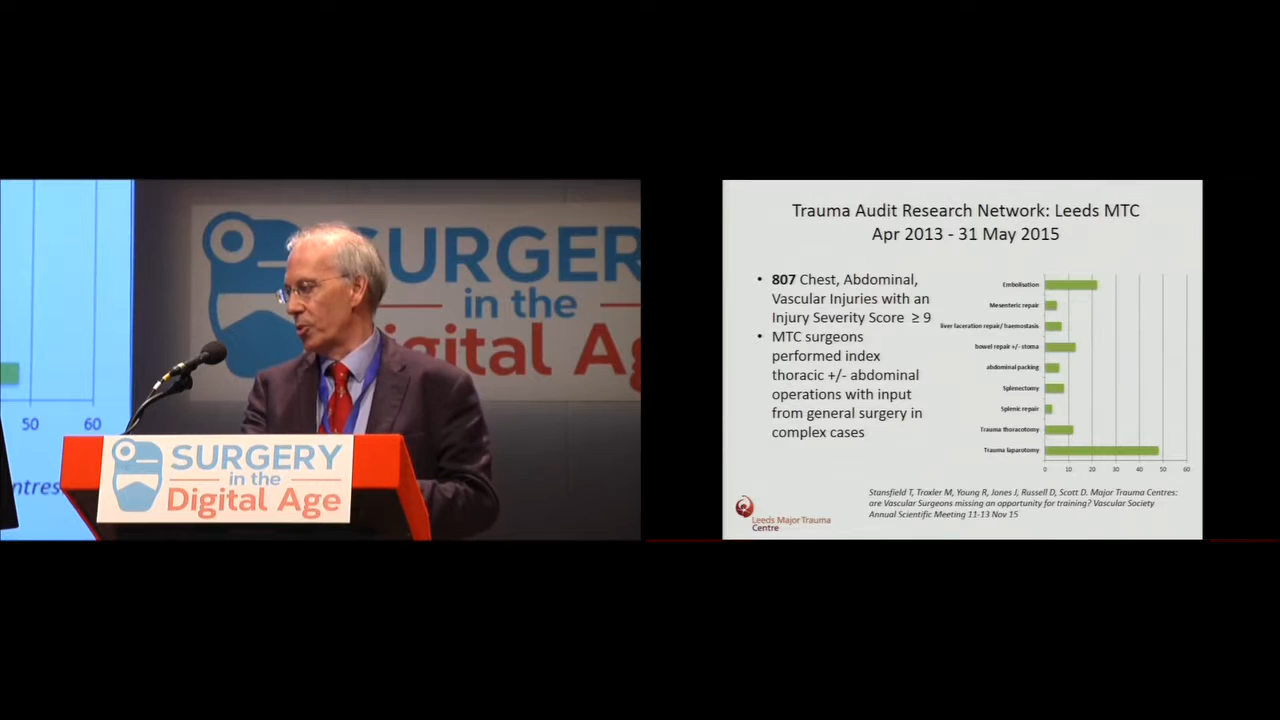 SURGERY
in the
Digital Age
50
60
ntres
SURGERY
in the
Digital Age
Trauma Audit Research Network: Leeds MTC
Apr 2013 - 31 May 2015
• 807 Chest, Abdominal,
Vascular Injuries with an
Injury Severity Score ≥ 9
• MTC surgeons
performed index
thoracic +/- abdominal
operations with input
from general surgery in
complex cases
Embolisation
Mesenteric repair
liver laceration repair/ haemostasis
bowel repair +/- stoma
abdominal packing
Splenectomy
Splenic repair
Trauma thoracotomy
Trauma laparotomy
0 10 20 30 40 50 60
Stansfield T, Troxler M, Young R, Jones J, Russell D, Scott D. Major Trauma Centres:
are Vascular Surgeons missing an opportunity for training? Vascular Society
Annual Scientific Meeting 11-13 Nov 15
Leeds Major Trauma
Centre